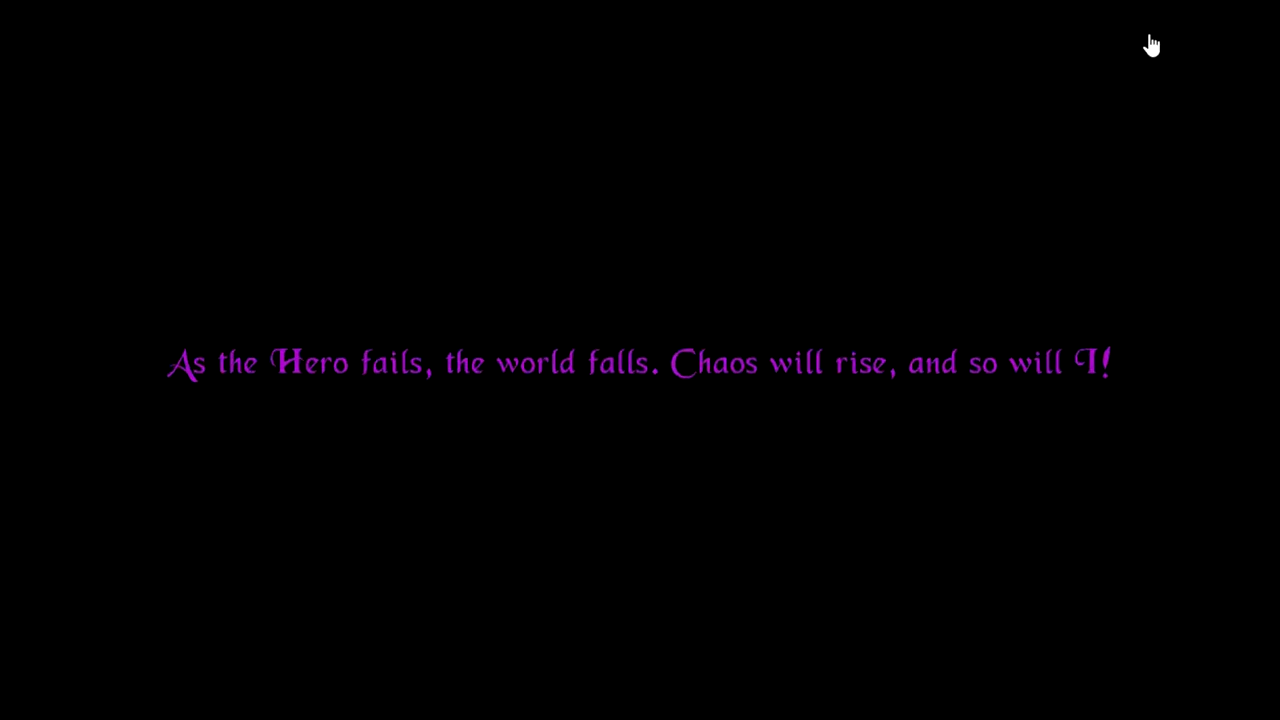 As the Hero fails, the world falls. Chaos will rise, and so will I!